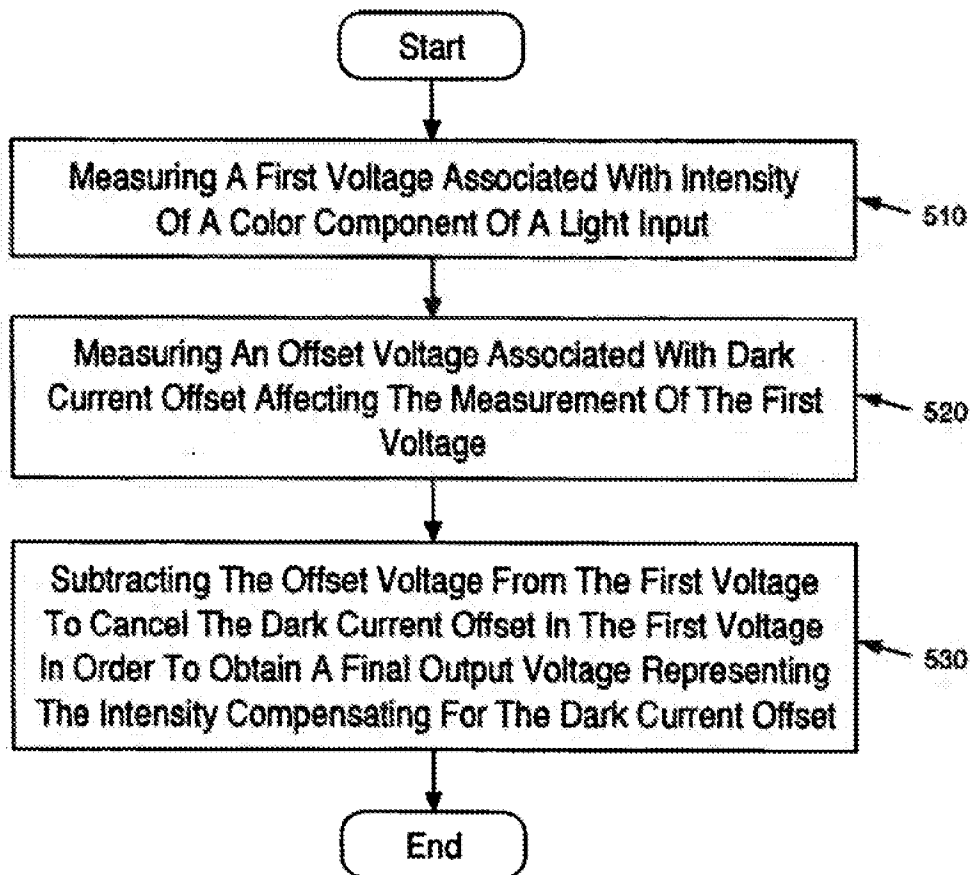 Start
Measuring A First Voltage Associated With Intensity
Of A Color Component Of A Light Input
510
Measuring An Offset Voltage Associated With Dark
Current Offset Affecting The Measurement Of The First
Voltage
520
Subtracting The Offset Voltage From The First Voltage
To Cancel The Dark Current Offset In The First Voltage
In Order To Obtain A Final Output Voltage Representing
The Intensity Compensating For The Dark Current Offset
530
End